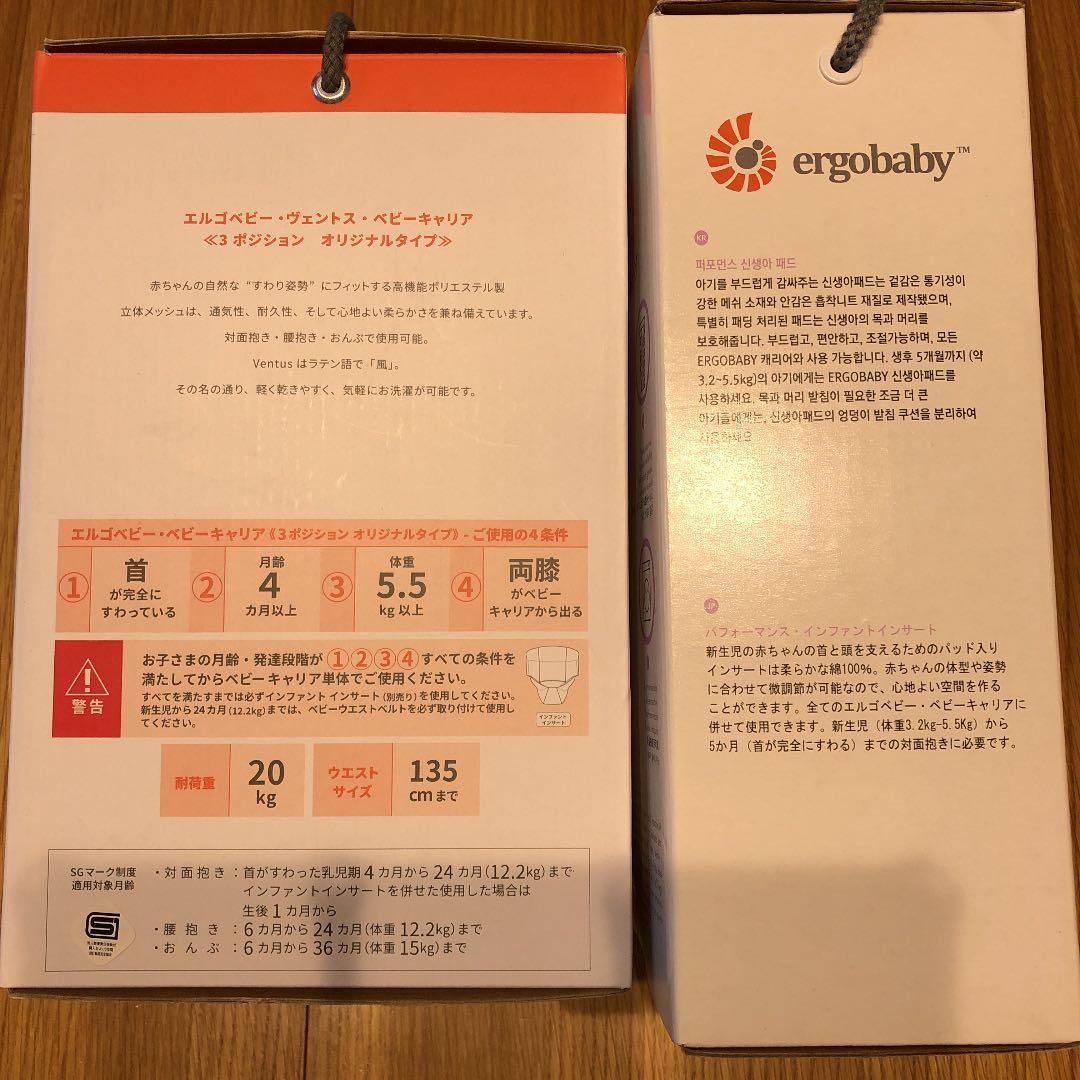 エルゴベビー・ヴェントス・ベビーキャリア
≪3 ポジション オリジナルタイプ≫
赤ちゃんの自然な “すわり姿勢” にフィットする高機能ポリエステル製
立体メッシュは、通気性、耐久性、そして心地よい柔らかさを兼ね備えています。
対面抱き・腰抱き・おんぶで使用可能。
Ventus はラテン語で「風」。
その名の通り、軽く乾きやすく、気軽にお洗濯が可能です。
エルゴベビー・ベビーキャリア《3ポジション オリジナルタイプ》- ご使用の4条件
① 首 が完全に すわっている
② 月齢 4 カ月以上
③ 体重 5.5 kg 以上
④ 両膝 がベビー キャリアから出る
警告
お子さまの月齢・発達段階が①②③④すべての条件を
満たしてからベビーキャリア単体でご使用ください。
すべてを満たすまでは必ずインファント インサート (別売り) を使用してください。
新生児から24カ月(12.2kg)までは、ベビーウエストベルトを必ず取り付けて使用し
てください。
インファント
インサート
耐荷重 20 kg
ウエスト サイズ 135 cmまで
SGマーク制度
適用対象月齢
・対面抱き：首がすわった乳児期4カ月から24カ月(12.2kg)まで
インファントインサートを併せた使用した場合は
生後1カ月から
・腰抱き：6カ月から24カ月(体重12.2kg)まで
・おんぶ：6カ月から36カ月(体重15kg)まで
ergobaby™
KR
퍼포먼스 신생아 패드
아기를 부드럽게 감싸주는 신생아패드는 겉감은 통기성이
강한 메쉬 소재와 안감은 흡착니트 재질로 제작됐으며,
특별히 패딩 처리된 패드는 신생아의 목과 머리를
보호해줍니다. 부드럽고, 편안하고, 조절가능하며, 모든
ERGOBABY 캐리어와 사용 가능합니다. 생후 5개월까지 (약
3.2~5.5kg)의 아기에게는 ERGOBABY 신생아패드를
사용하세요. 목과 머리 받침이 필요한 조금 더 큰
아기들에게는, 신생아패드의 엉덩이 받침 쿠션을 분리하여
사용하세요
JP
パフォーマンス・インファントインサート
新生児の赤ちゃんの首と頭を支えるためのパッド入り
インサートは柔らかな綿100%。赤ちゃんの体型や姿勢
に合わせて微調節が可能なので、心地よい空間を作る
ことができます。全てのエルゴベビー・ベビーキャリアに
併せて使用できます。新生児（体重3.2kg-5.5Kg）から
5か月（首が完全にすわる）までの対面抱きに必要です。